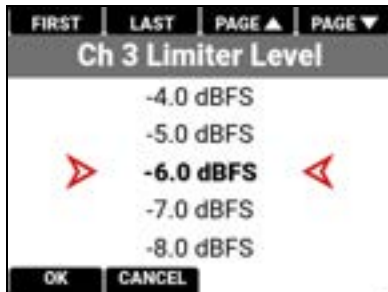 FIRST LAST PAGE▲ PAGE▼
Ch 3 Limiter Level
-4.0 dBFS
-5.0 dBFS
-6.0 dBFS
-7.0 dBFS
-8.0 dBFS
OK CANCEL